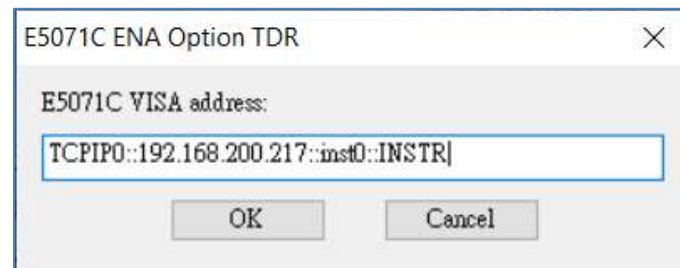 E5071C ENA Option TDR
E5071C VISA address:
TCPIP0::192.168.200.217::inst0::INSTR
OK Cancel